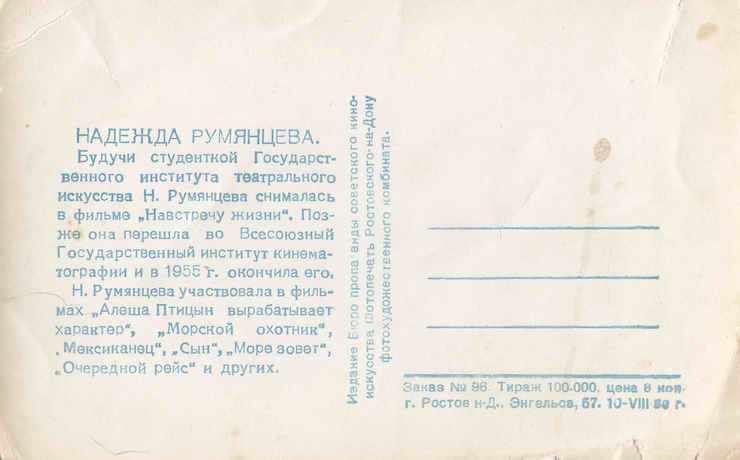 НАДЕЖДА РУМЯНЦЕВА.
Будучи студенткой Государст-
венного института театрального
искусства Н. Румянцева снималась
в фильме „Навстречу жизни“. Поз-
же она перешла во Всесоюзный
Государственный институт кинема-
тографии и в 1955 г. окончила его.
Н. Румянцева участвовала в филь-
мах „Алеша Птицын вырабатывает
характер“, „Морской охотник“,
„Мексиканец“, „Сын“, „Море зовет“,
„Очередной рейс“ и других.
Издание Бюро пропаганды советского кино-
искусства Фотопечать Ростовского-на-Дону
фотохудожественного комбината.
Заказ № 96. Тираж 100.000. цена 8 коп.
г. Ростов н-Д., Энгельса, 57. 10-VIII г.